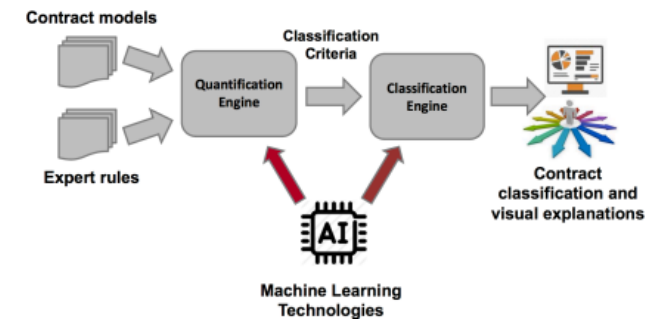 Contract models
Classification
Criteria
Quantification
Engine
Classification
Engine
Expert rules
Contract
classification and
visual explanations
AI
Machine Learning
Technologies